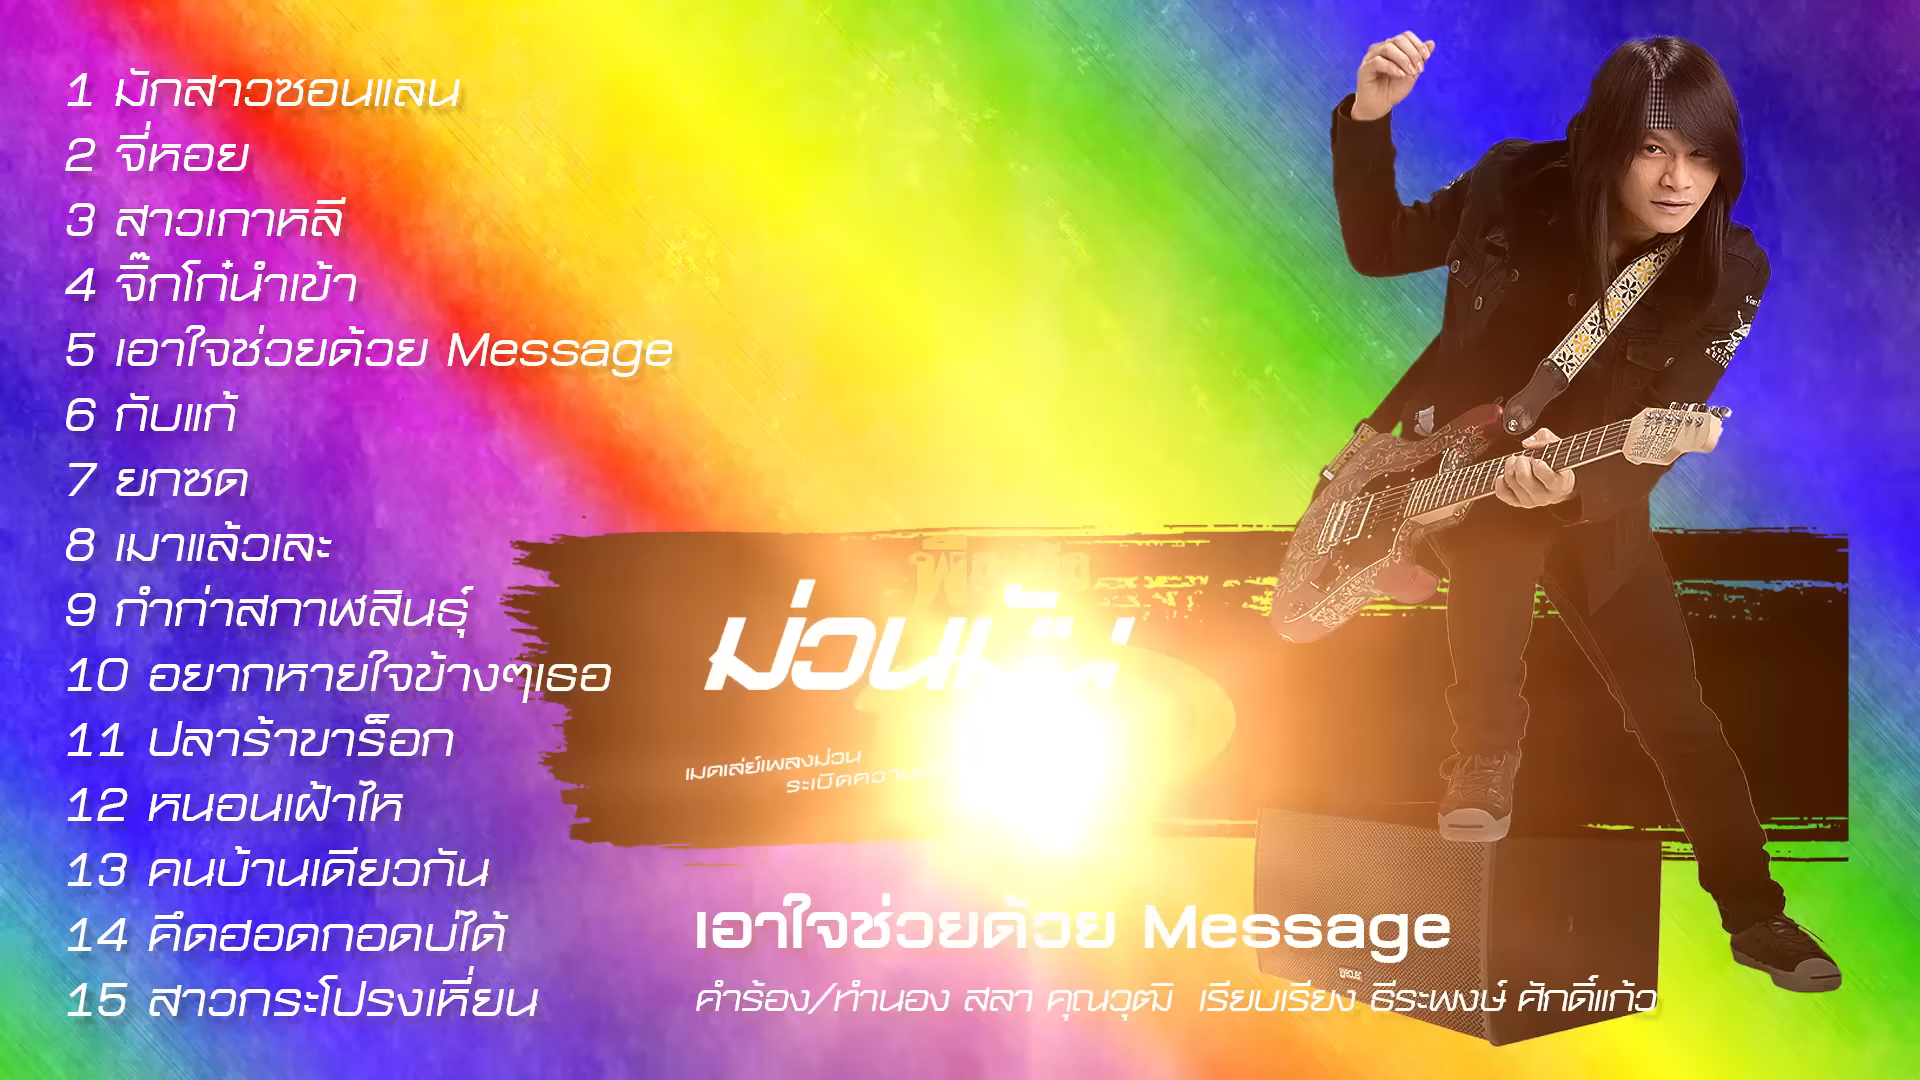 1 มักสาวซอนแลน
2 จี่หอย
3 สาวเกาหลี
4 จิ๊กโก๋นำเข้า
5 เอาใจช่วยด้วย Message
6 กับแก้
7 ยกซด
8 เมาแล้วเละ
9 กำก่าสกาฬสินธุ์
10 อยากหายใจข้างๆเธอ
11 ปลาร้าขาร็อก
12 หนอนเฝ้าไห
13 คนบ้านเดียวกัน
14 คึดฮอดกอดบ่ได้
15 สาวกระโปรงเหี่ยน
ม่วนมัน
เมดเล่ย์เพลงม่วน
TYLER
เอาใจช่วยด้วย Message
คำร้อง/ทำนอง สลา คุณวุฒิ เรียบเรียง ธีระพงษ์ ศักดิ์แก้ว